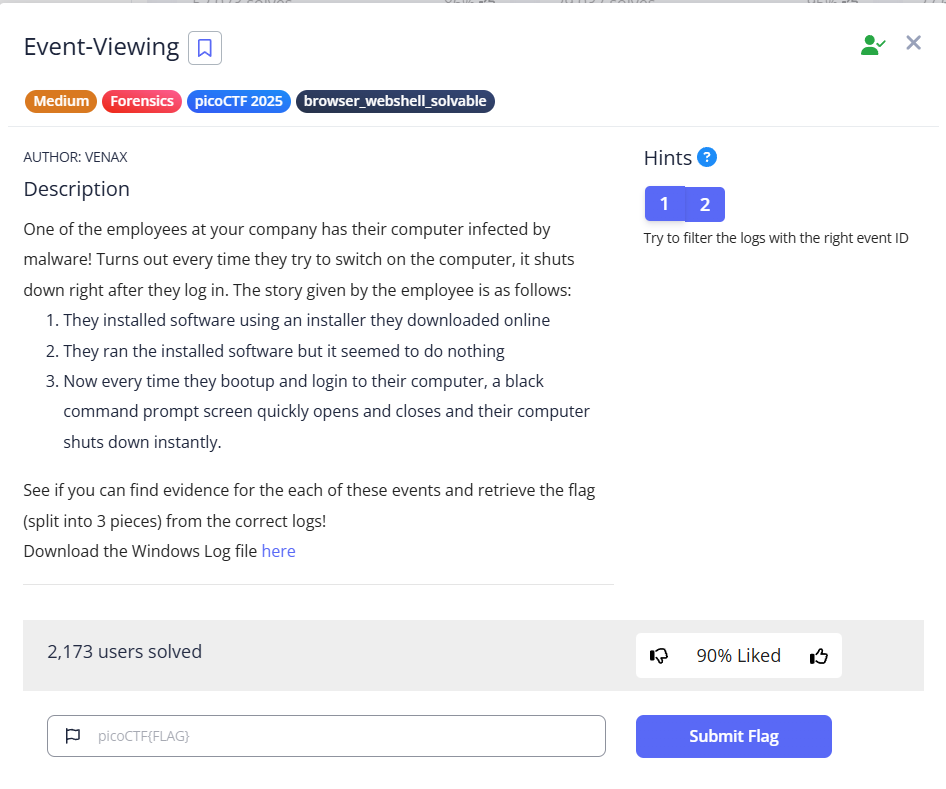 Event-Viewing
Medium Forensics picoCTF 2025 browser_webshell_solvable
AUTHOR: VENAX
Description
One of the employees at your company has their computer infected by
malware! Turns out every time they try to switch on the computer, it shuts
down right after they log in. The story given by the employee is as follows:
1. They installed software using an installer they downloaded online
2. They ran the installed software but it seemed to do nothing
3. Now every time they bootup and login to their computer, a black
command prompt screen quickly opens and closes and their computer
shuts down instantly.
See if you can find evidence for the each of these events and retrieve the flag
(split into 3 pieces) from the correct logs!
Download the Windows Log file here
Hints ?
1 2
Try to filter the logs with the right event ID
2,173 users solved
90% Liked
picoCTF{FLAG}
Submit Flag